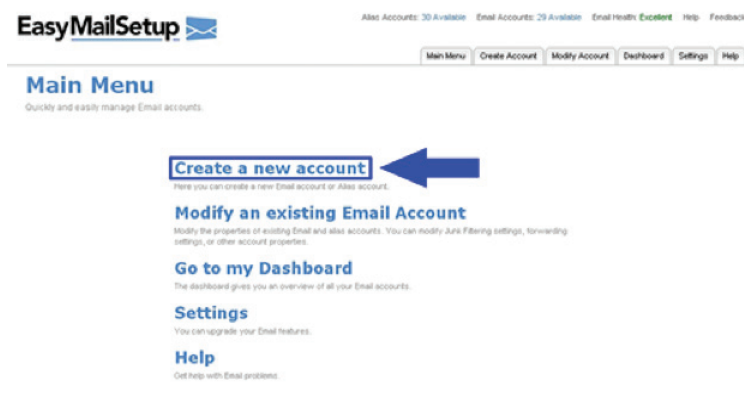 EasyMailSetup
Alias Accounts: 30 Available Email Accounts: 29 Available Email Health: Excellent Help Feedback
Main Menu Create Account Modify Account Dashboard Settings Help
Main Menu
Quickly and easily manage Email accounts.
Create a new account
Here you can create a new Email account or Alias account.
Modify an existing Email Account
Modify the properties of existing Email and alias accounts. You can modify Junk Filtering settings, forwarding
settings, or other account properties.
Go to my Dashboard
The dashboard gives you an overview of all your Email accounts.
Settings
You can upgrade your Email features.
Help
Get help with Email problems.